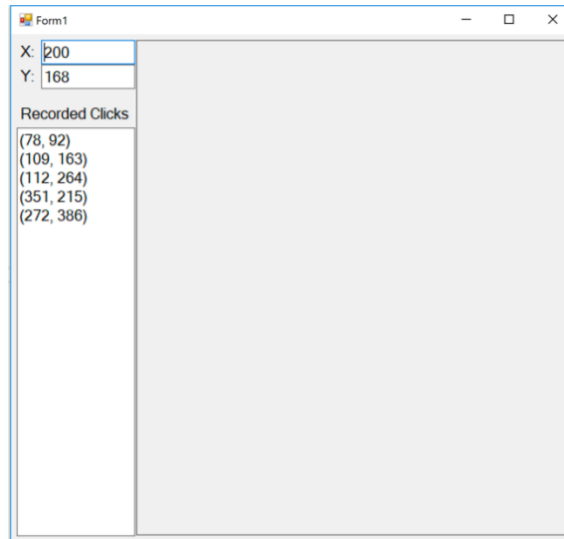 Form1
X: 200
Y: 168
Recorded Clicks
(78, 92)
(109, 163)
(112, 264)
(351, 215)
(272, 386)